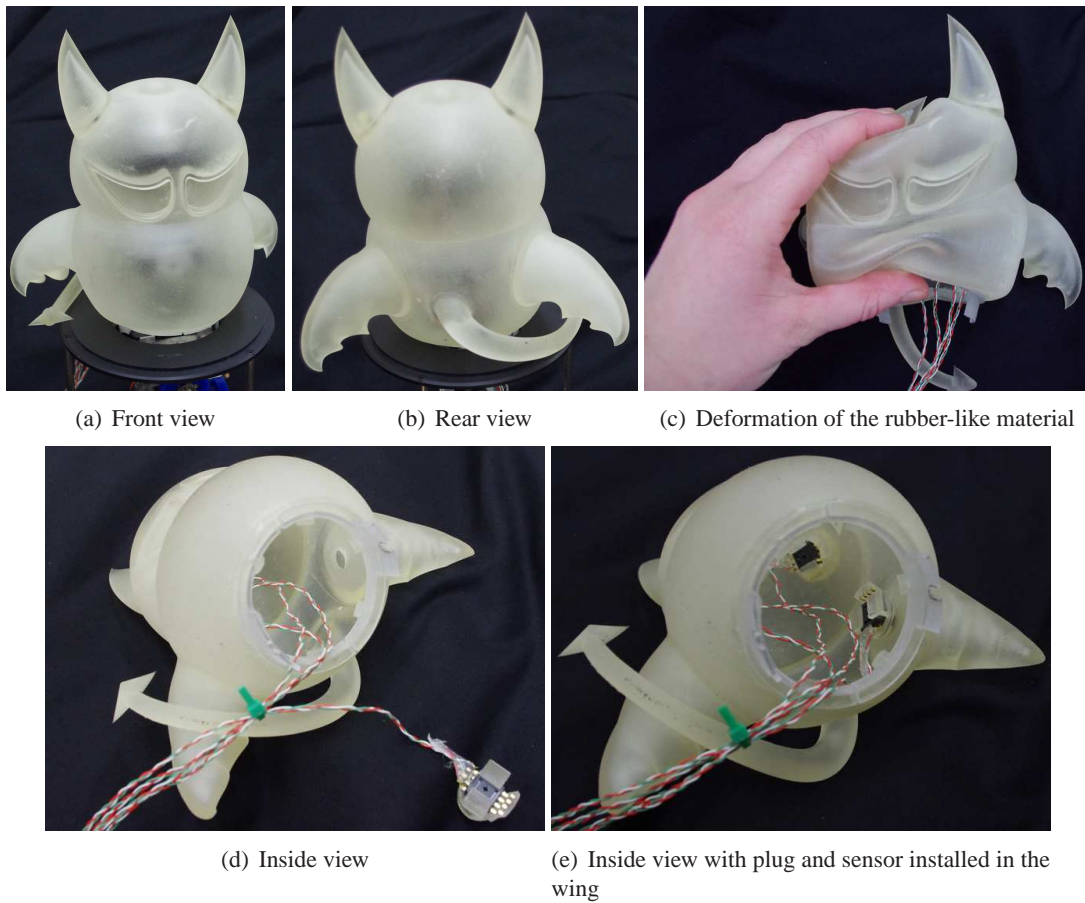 (a) Front view
(b) Rear view
(c) Deformation of the rubber-like material
(d) Inside view
(e) Inside view with plug and sensor installed in the
wing